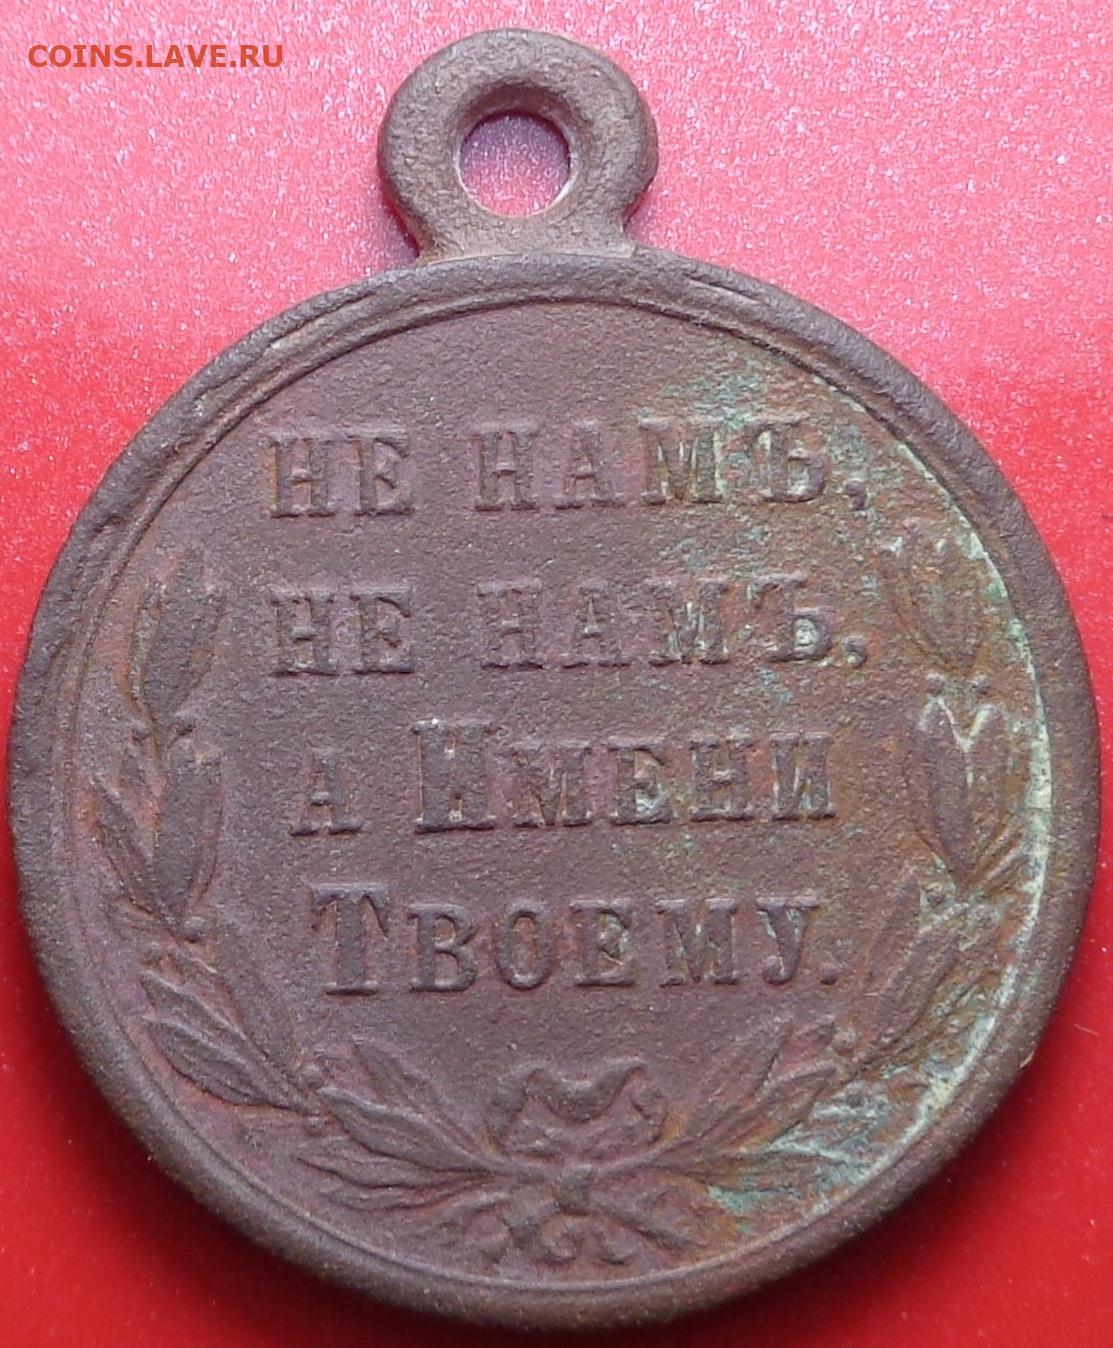 COINS.LAVE.RU
НЕ НАМЪ,
НЕ НАМЪ,
А ИМЕНИ
ТВОЕМУ.